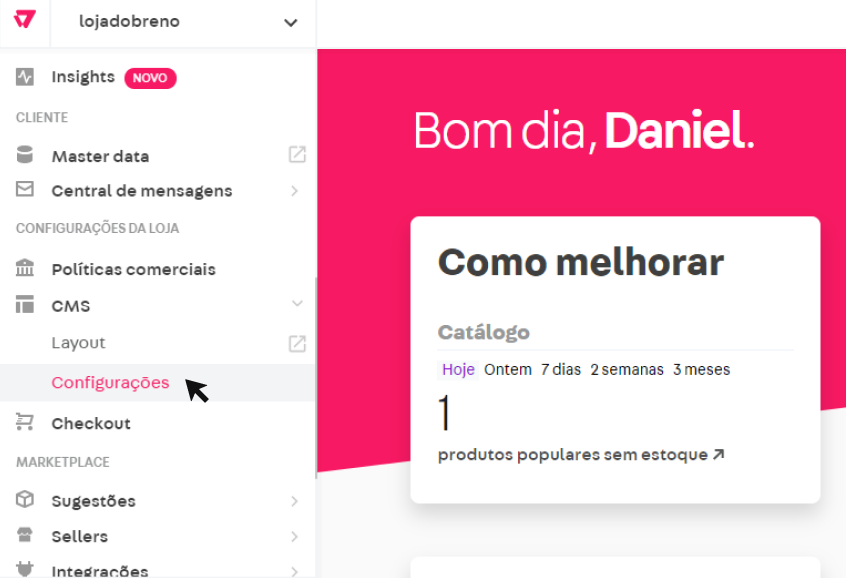 lojadobreno
Insights NOVO
CLIENTE
Master data
Central de mensagens
CONFIGURAÇÕES DA LOJA
Políticas comerciais
CMS
Layout
Configurações
Checkout
MARKETPLACE
Sugestões
Sellers
Integrações
Bom dia, Daniel.
Como melhorar
Catálogo
Hoje Ontem 7 dias 2 semanas 3 meses
1
produtos populares sem estoque